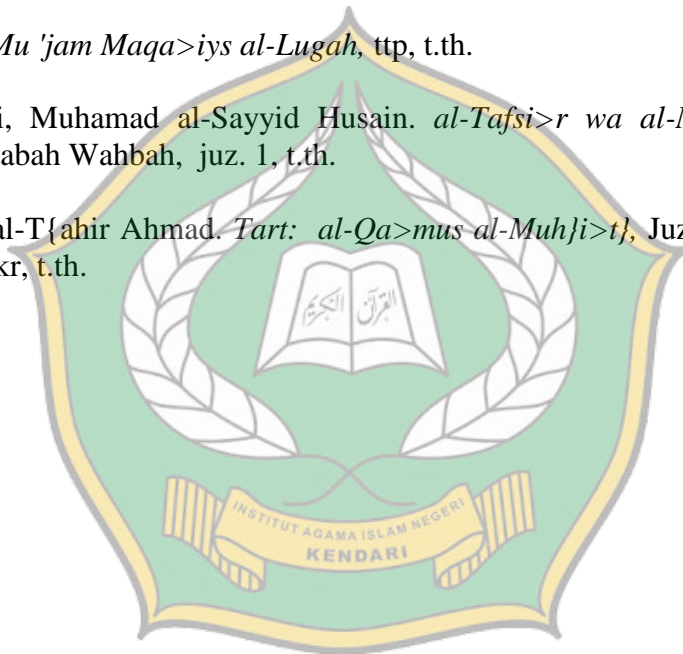 Mu 'jam Maqa>iys al-Lugah, ttp, t.th.
i, Muhamad al-Sayyid Husain. al-Tafsi>r wa al-
abah Wahbah, juz. 1, t.th.
al-T{ahir Ahmad. Tart: al-Qa>mus al-Muh}i>t}, Juz
kr, t.th.
القرآن الكريم
INSTITUT AGAMA ISLAM NEGERI
KENDARI